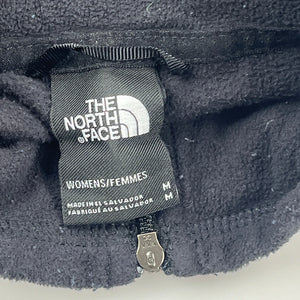 THE
NORTH
FACE
WOMENS/FEMMES
M
M
MADE IN EL SALVADOR
FABRIQUÉ AU SALVADOR